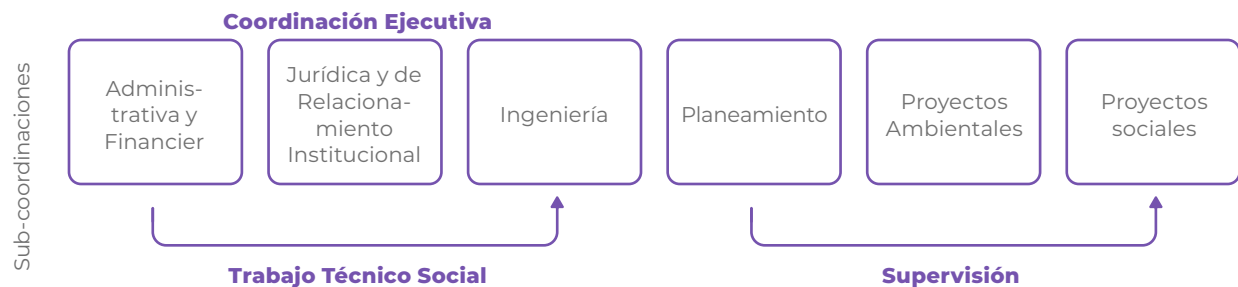 Coordinación Ejecutiva
Sub-coordinaciones
Adminis-
trativa y
Financier
Jurídica y de
Relaciona-
miento
Institucional
Ingeniería
Planeamiento
Proyectos
Ambientales
Proyectos
sociales
Trabajo Técnico Social
Supervisión